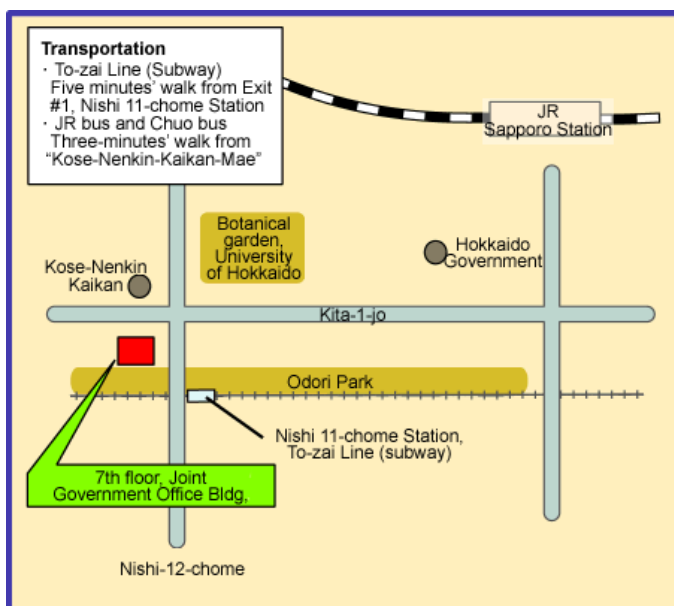 Transportation
· To-zai Line (Subway)
Five minutes' walk from Exit
#1, Nishi 11-chome Station
· JR bus and Chuo bus
Three-minutes' walk from
“Kose-Nenkin-Kaikan-Mae”
JR
Sapporo Station
Botanical
garden,
University
of Hokkaido
Hokkaido
Government
Kose-Nenkin
Kaikan
Kita-1-jo
Odori Park
Nishi 11-chome Station,
To-zai Line (subway)
7th floor, Joint
Government Office Bldg,
Nishi-12-chome